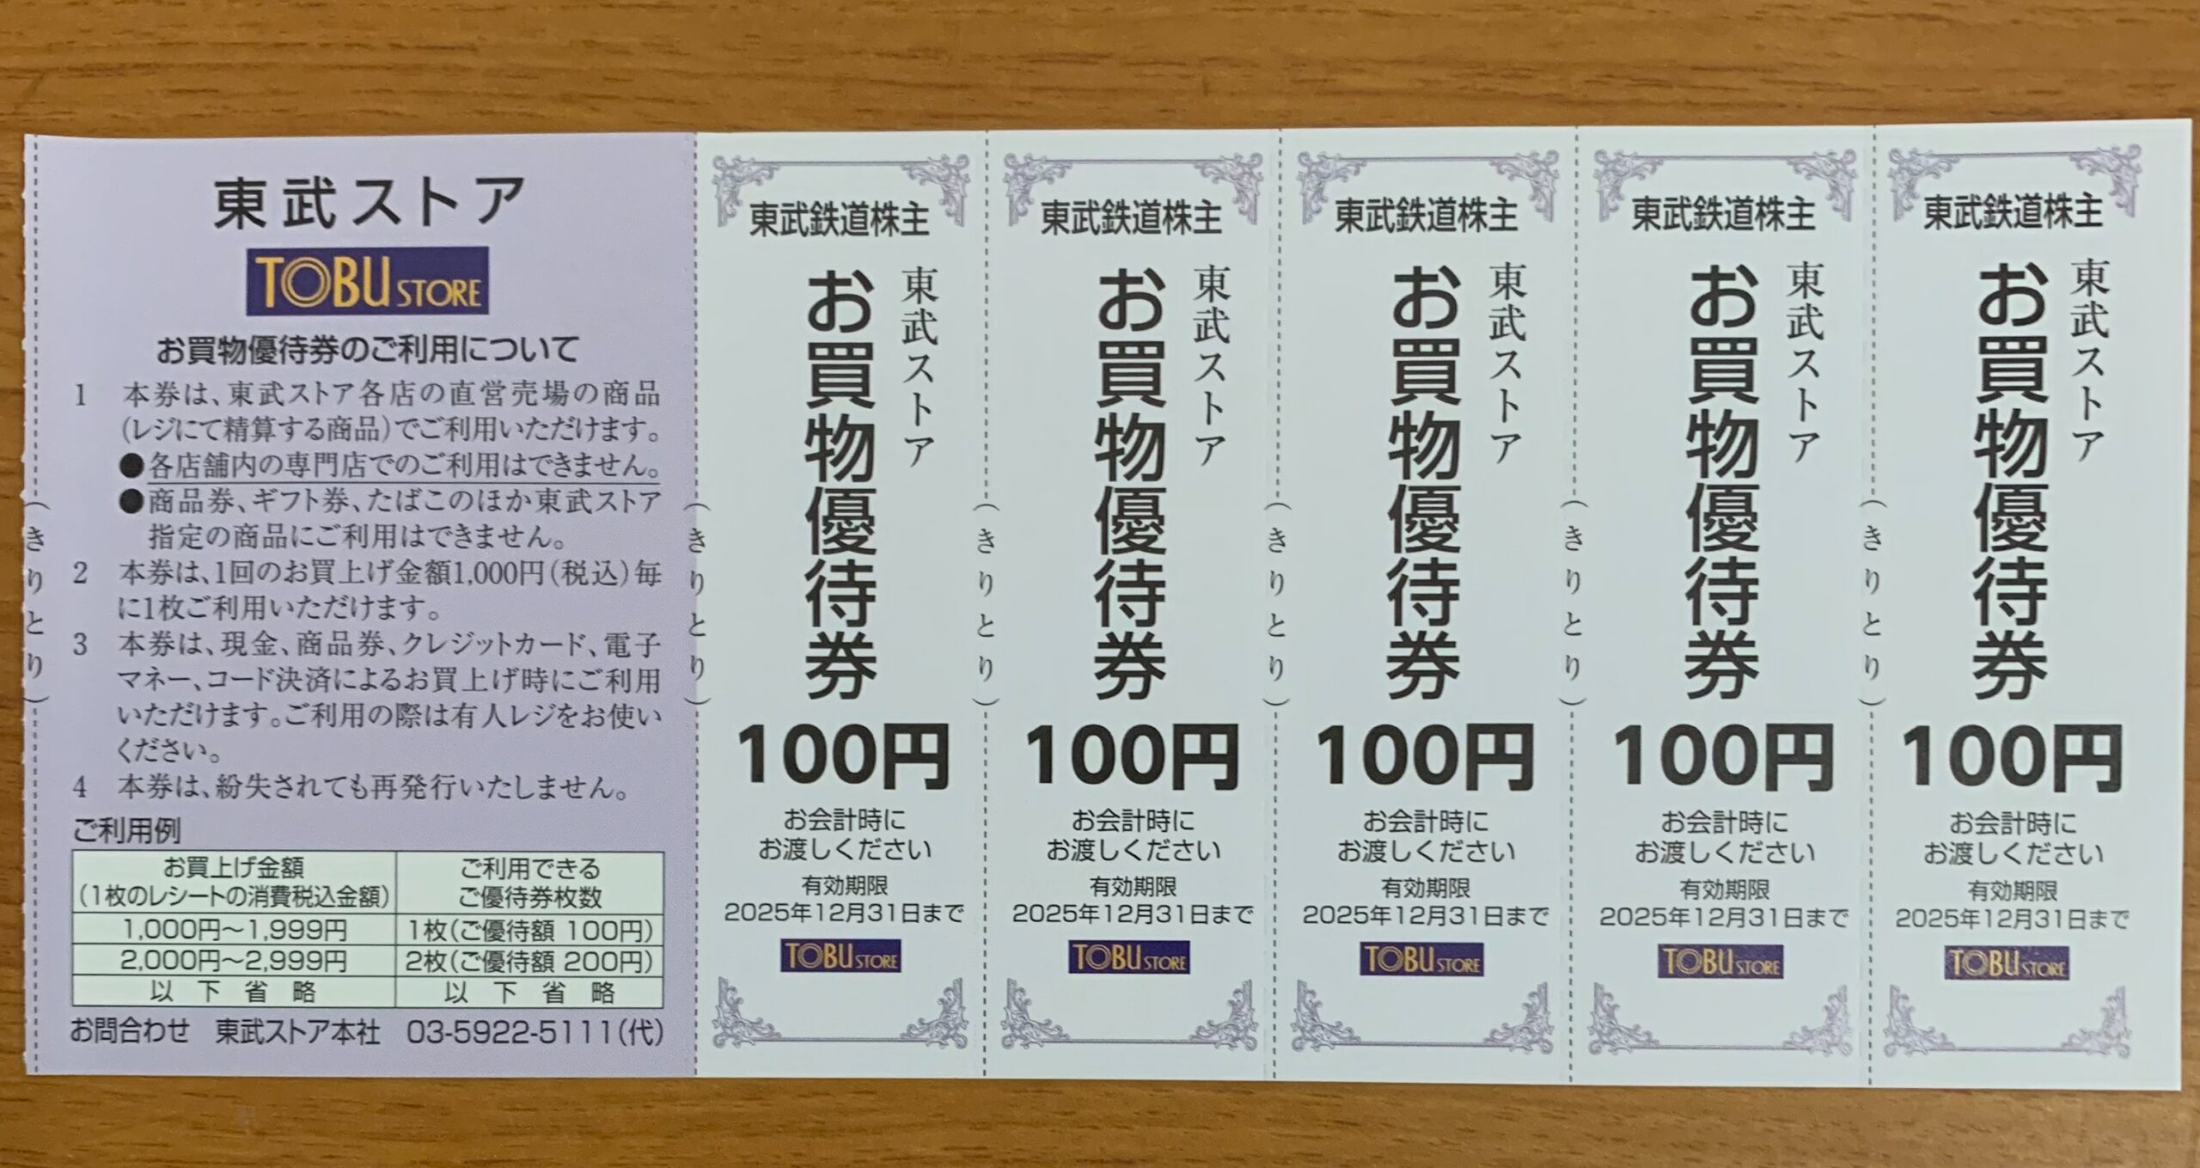 東武ストア
TOBU STORE
お買物優待券のご利用について
1 本券は、東武ストア各店の直営売場の商品
(レジにて精算する商品)でご利用いただけます。
●各店舗内の専門店でのご利用はできません。
●商品券、ギフト券、たばこのほか東武ストア
指定の商品にご利用はできません。
2 本券は、1回のお買上げ金額1,000円(税込)毎
に1枚ご利用いただけます。
3 本券は、現金、商品券、クレジットカード、電子
マネー、コード決済によるお買上げ時にご利用
いただけます。ご利用の際は有人レジをお使い
ください。
4 本券は、紛失されても再発行いたしません。
ご利用例
お買上げ金額
(1枚のレシートの消費税込金額)
ご利用できる
ご優待券枚数
1,000円〜1,999円 1枚(ご優待額 100円)
2,000円〜2,999円 2枚(ご優待額 200円)
以下省略 以下省略
お問合わせ 東武ストア本社 03-5922-5111(代)
(きりとり)
(きりとり)
東武鉄道株主
東武ストア
お買物優待券
100円
お会計時に
お渡しください
有効期限
2025年12月31日まで
TOBU STORE
(きりとり)
東武鉄道株主
東武ストア
お買物優待券
100円
お会計時に
お渡しください
有効期限
2025年12月31日まで
TOBU STORE
(きりとり)
東武鉄道株主
東武ストア
お買物優待券
100円
お会計時に
お渡しください
有効期限
2025年12月31日まで
TOBU STORE
(きりとり)
東武鉄道株主
東武ストア
お買物優待券
100円
お会計時に
お渡しください
有効期限
2025年12月31日まで
TOBU STORE
(きりとり)
東武鉄道株主
東武ストア
お買物優待券
100円
お会計時に
お渡しください
有効期限
2025年12月31日まで
TOBU STORE